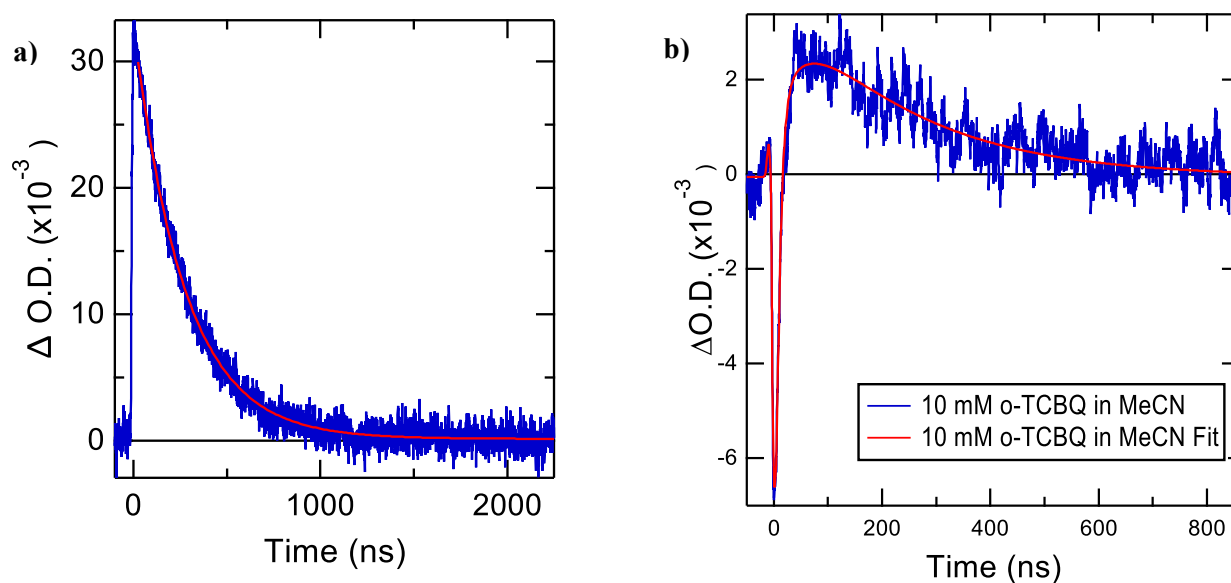 a)
Δ O.D. (x10⁻³)
30
20
10
0
0
1000
2000
Time (ns)
b)
ΔO.D. (x10⁻³)
2
0
-2
-4
-6
10 mM o-TCBQ in MeCN
10 mM o-TCBQ in MeCN Fit
0
200
400
600
800
Time (ns)